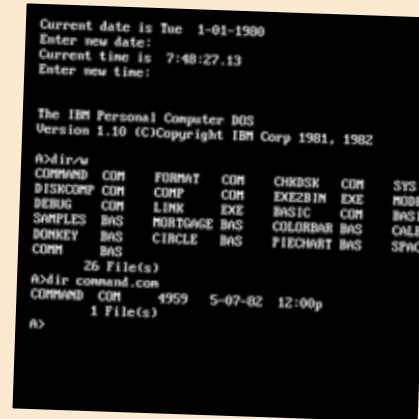 Current date is Tue  1-01-1980
Enter new date:
Current time is  7:48:27.13
Enter new time:
The IBM Personal Computer DOS
Version 1.10 (C)Copyright IBM Corp 1981, 1982
A>dir/w
COMMAND  COM     FORMAT   COM     CHKDSK   COM     SYS
DISKCOMP COM     COMP     COM     EXE2BIN  EXE     MODE
DEBUG    COM     LINK     EXE     BASIC    COM     BASI
SAMPLES  BAS     MORTGAGE BAS     COLORBAR BAS     CALE
DONKEY   BAS     CIRCLE   BAS     PIECHART BAS     SPAC
COMM     BAS
26 File(s)
A>dir command.com
COMMAND  COM     4959   5-07-82  12:00p
1 File(s)
A>